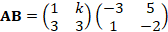 AB = (1 k
3 3) (−3 5
1 −2)